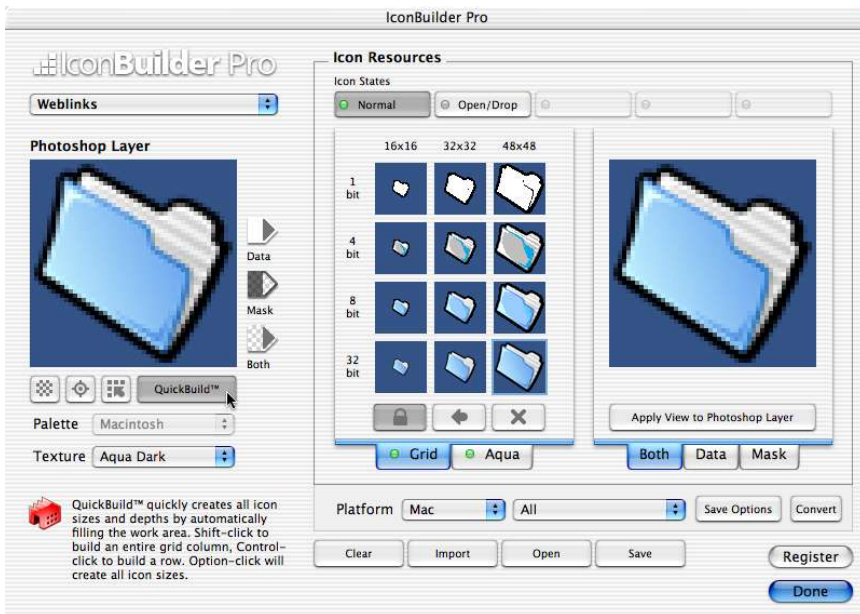 IconBuilder Pro
IconBuilder Pro
Weblinks
Photoshop Layer
Data
Mask
Both
QuickBuild™
Palette Macintosh
Texture Aqua Dark
QuickBuild™ quickly creates all icon
sizes and depths by automatically
filling the work area. Shift-click to
build an entire grid column, Control-
click to build a row. Option-click will
create all icon sizes.
Icon Resources
Icon States
Normal Open/Drop
16x16 32x32 48x48
1
bit
4
bit
8
bit
32
bit
Grid Aqua
Apply View to Photoshop Layer
Both Data Mask
Platform Mac All Save Options Convert
Clear Import Open Save
Register
Done